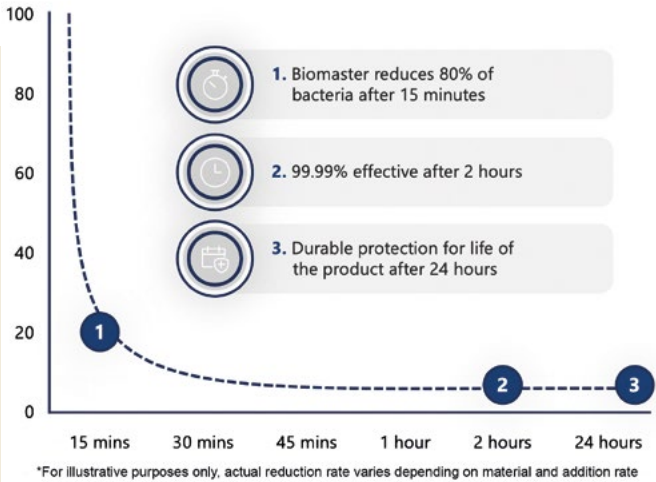 100
80
60
40
20
0
1. Biomaster reduces 80% of
bacteria after 15 minutes
2. 99.99% effective after 2 hours
3. Durable protection for life of
the product after 24 hours
1
2
3
15 mins
30 mins
45 mins
1 hour
2 hours
24 hours
*For illustrative purposes only, actual reduction rate varies depending on material and addition rate